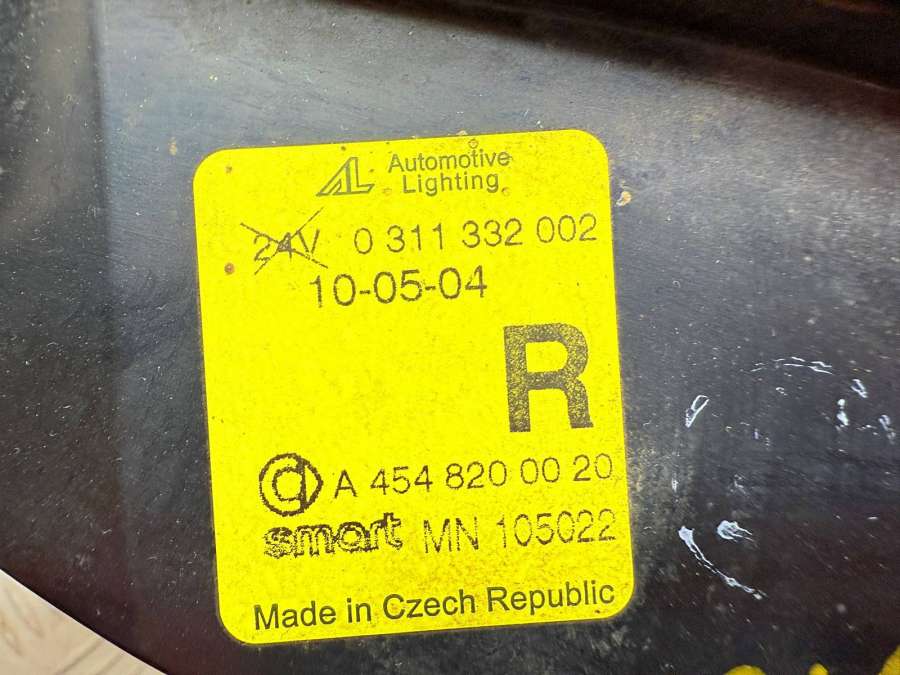 AL Automotive
Lighting
24V 0 311 332 002
10-05-04
R
A 454 820 00 20
smart MN 105022
Made in Czech Republic